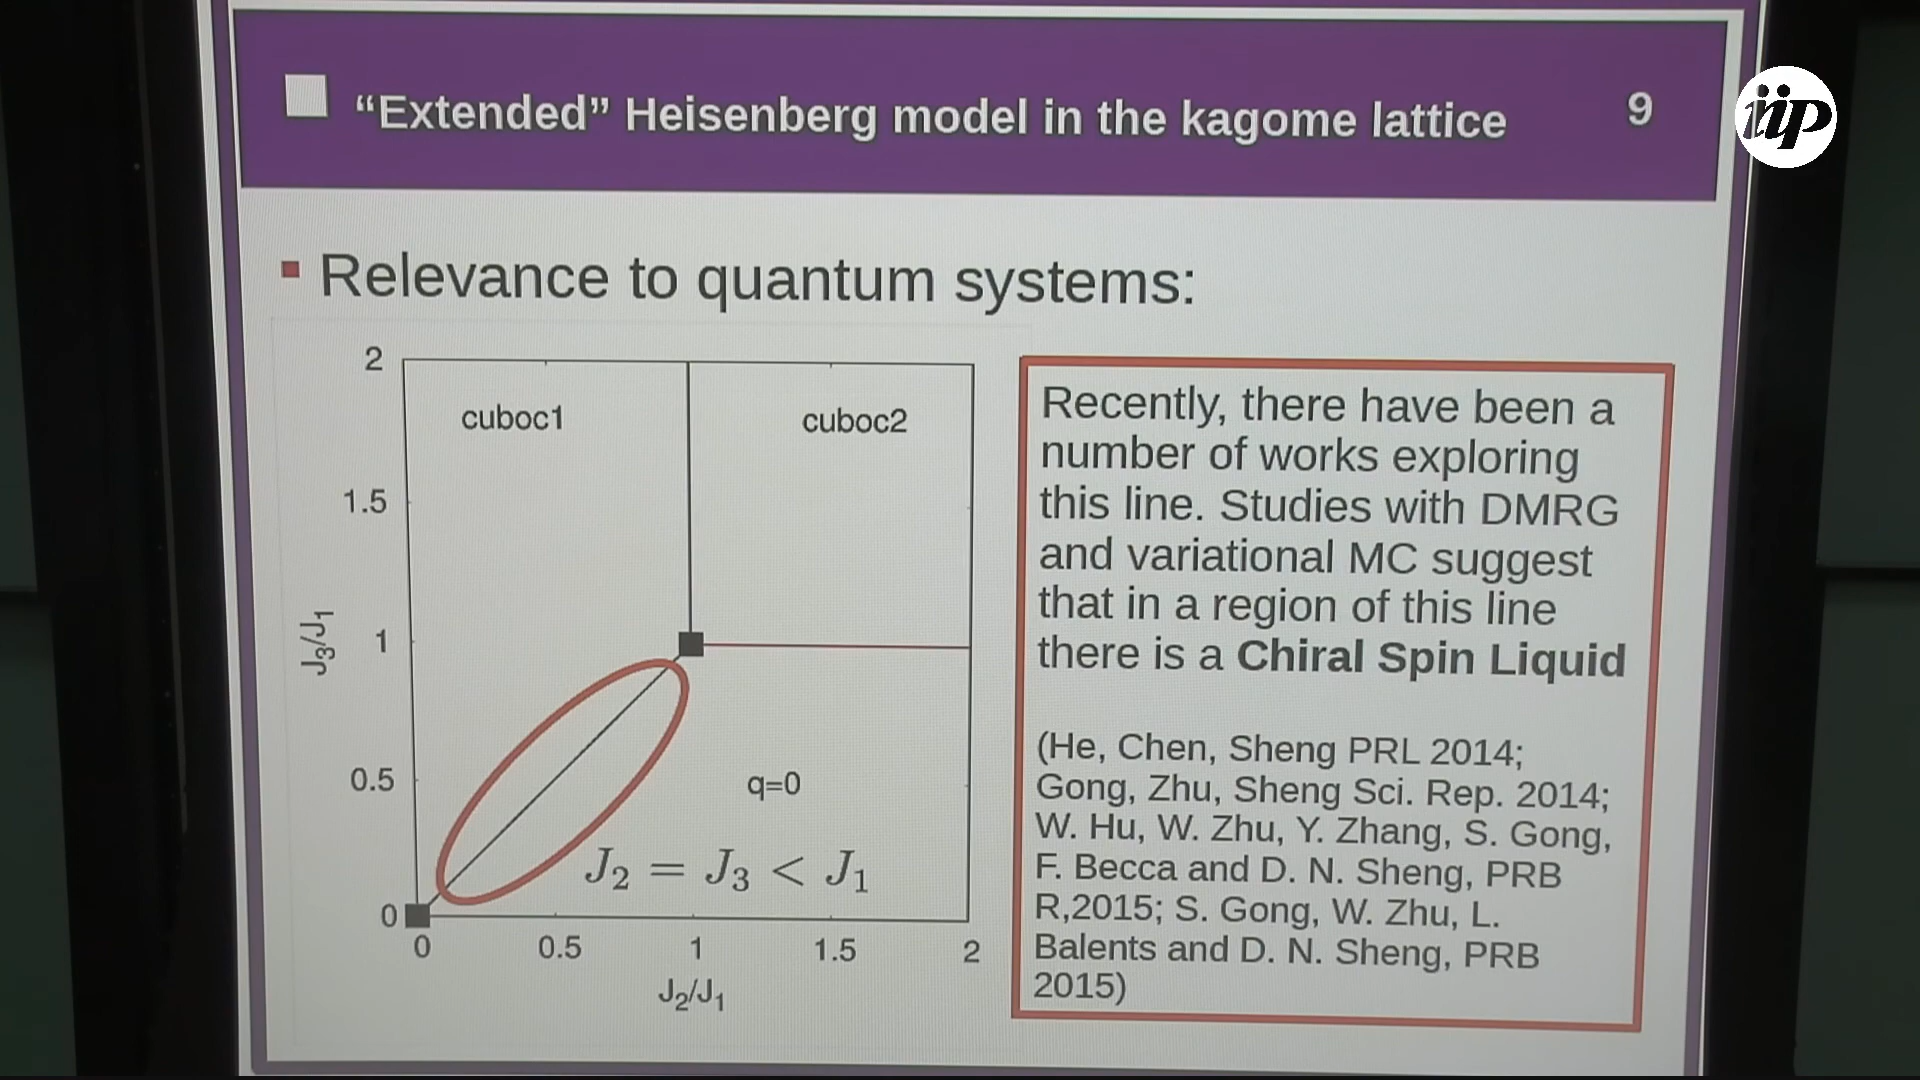 “Extended” Heisenberg model in the kagome lattice
9
iip
Relevance to quantum systems:
2
1.5
1
0.5
0
J3/J1
cuboc1
cuboc2
q=0
J2 = J3 < J1
0
0.5
1
1.5
2
J2/J1
Recently, there have been a
number of works exploring
this line. Studies with DMRG
and variational MC suggest
that in a region of this line
there is a Chiral Spin Liquid
(He, Chen, Sheng PRL 2014;
Gong, Zhu, Sheng Sci. Rep. 2014;
W. Hu, W. Zhu, Y. Zhang, S. Gong,
F. Becca and D. N. Sheng, PRB
R,2015; S. Gong, W. Zhu, L.
Balents and D. N. Sheng, PRB
2015)